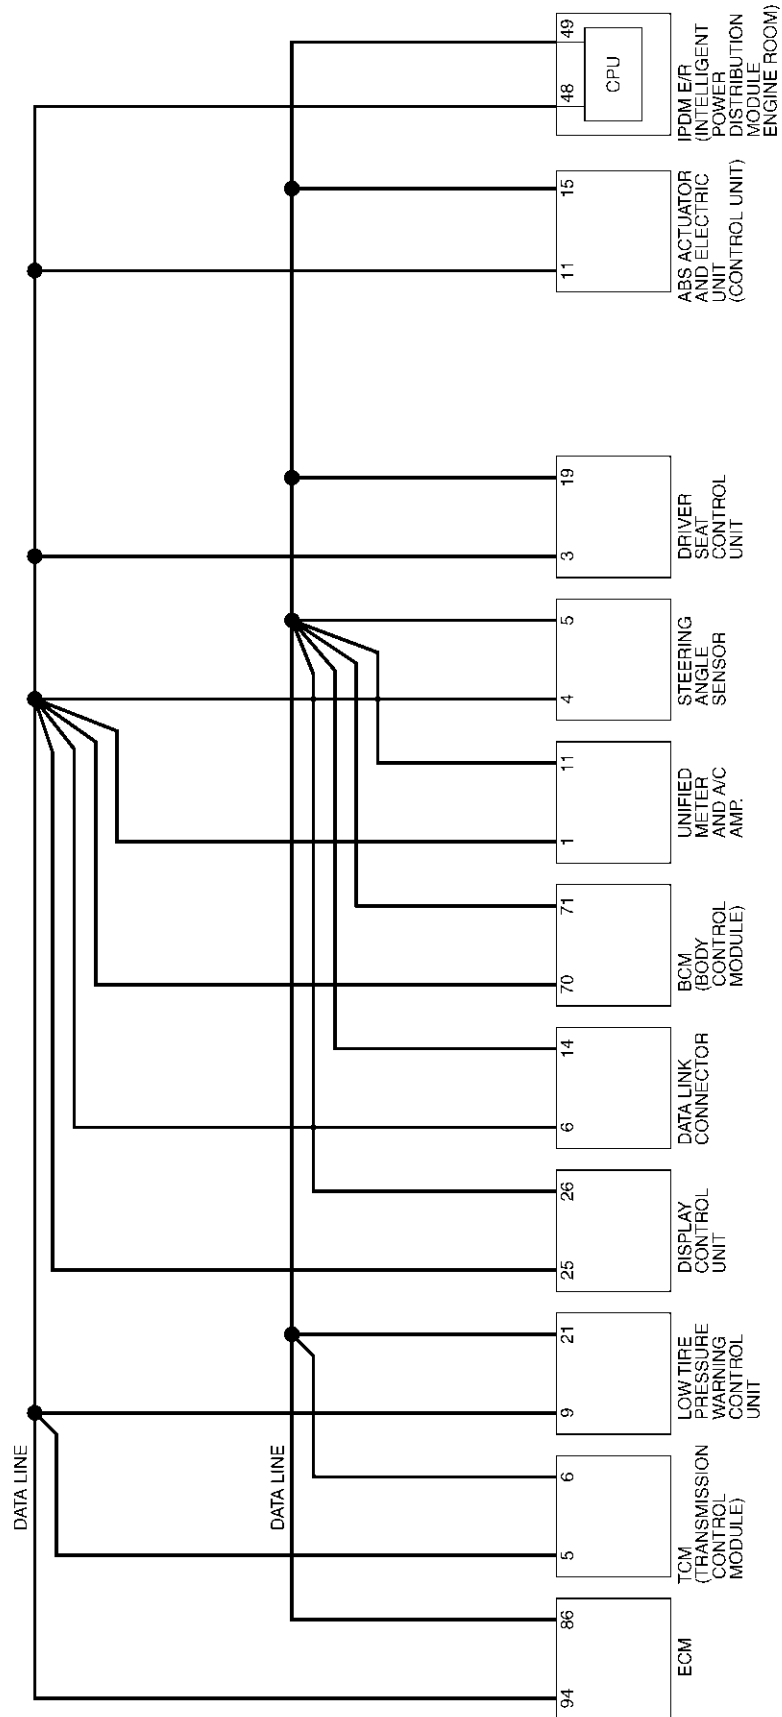 DATA LINE
DATA LINE
94
86
ECM
5
6
TCM
(TRANSMISSION
CONTROL
MODULE)
9
21
LOW TIRE
PRESSURE
WARNING
CONTROL
UNIT
25
26
DISPLAY
CONTROL
UNIT
6
14
DATA LINK
CONNECTOR
70
71
BCM
(BODY
CONTROL
MODULE)
1
11
UNIFIED
METER
AND A/C
AMP.
4
5
STEERING
ANGLE
SENSOR
3
19
DRIVER
SEAT
CONTROL
UNIT
11
15
ABS ACTUATOR
AND ELECTRIC
UNIT
(CONTROL UNIT)
48
49
CPU
IPDM E/R
(INTELLIGENT
POWER
DISTRIBUTION
MODULE
ENGINE ROOM)